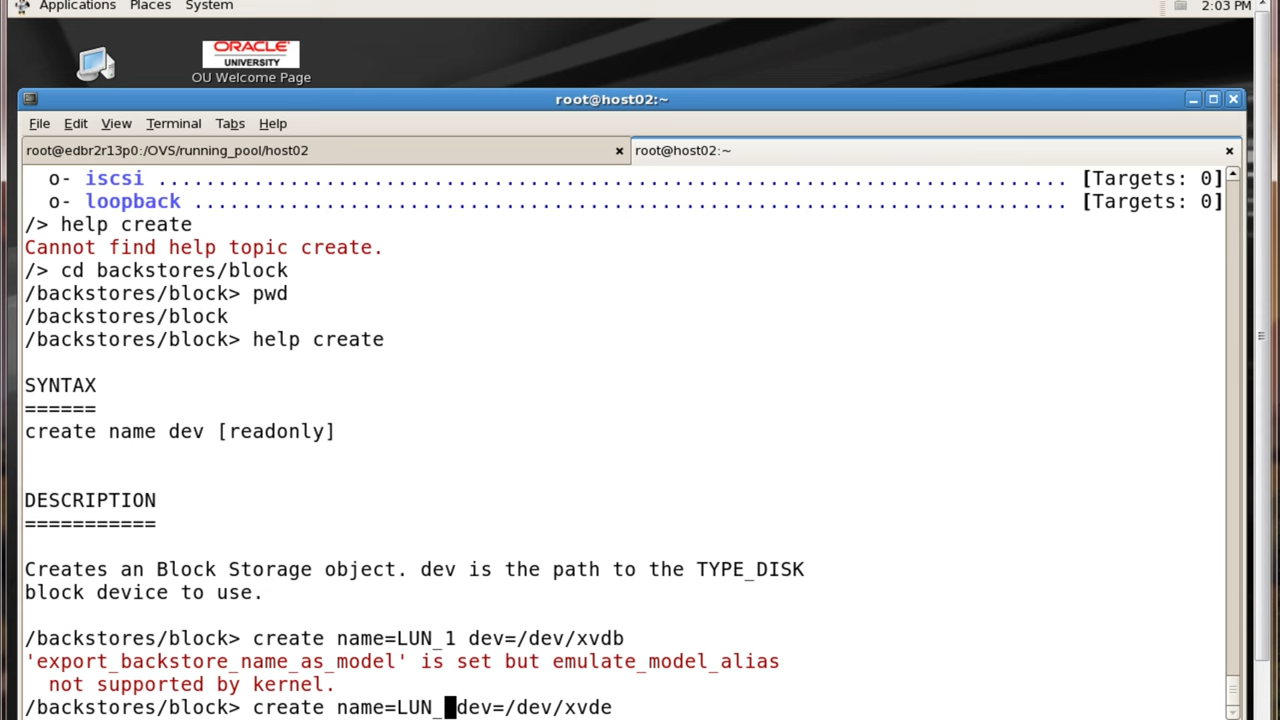 Applications Places System 2:03 PM
ORACLE
UNIVERSITY
OU Welcome Page
root@host02:~
File Edit View Terminal Tabs Help
root@edbr2r13p0:/OVS/running_pool/host02 root@host02:~
o- iscsi ............................................................................ [Targets: 0]
o- loopback ......................................................................... [Targets: 0]
/> help create
Cannot find help topic create.
/> cd backstores/block
/backstores/block> pwd
/backstores/block
/backstores/block> help create
SYNTAX
======
create name dev [readonly]
DESCRIPTION
===========
Creates an Block Storage object. dev is the path to the TYPE_DISK
block device to use.
/backstores/block> create name=LUN_1 dev=/dev/xvdb
'export_backstore_name_as_model' is set but emulate_model_alias
not supported by kernel.
/backstores/block> create name=LUN_ dev=/dev/xvde